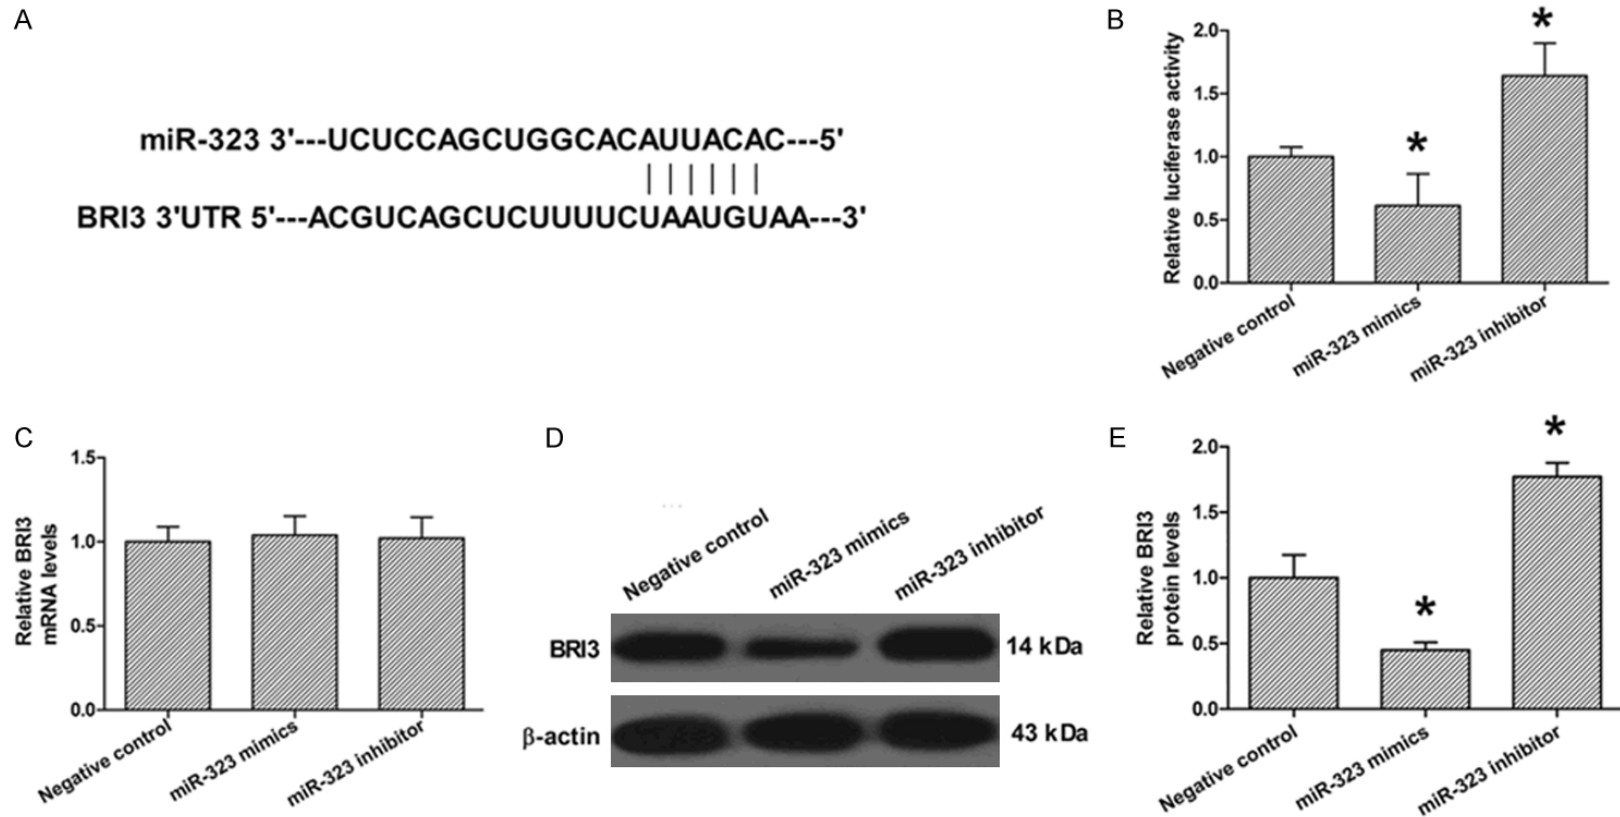 A
miR-323 3'---UCUCCAGCUGGCACAUUACAC---5'
BRI3 3'UTR 5'---ACGUCAGCUCUUUUCUAAUGUAA---3'
B
Relative luciferase activity
2.0
1.5
1.0
0.5
0.0
*
*
Negative control
miR-323 mimics
miR-323 inhibitor
C
Relative BRI3
mRNA levels
1.5
1.0
0.5
0.0
Negative control
miR-323 mimics
miR-323 inhibitor
D
Negative control
miR-323 mimics
miR-323 inhibitor
BRI3
14 kDa
β-actin
43 kDa
E
Relative BRI3
protein levels
2.0
1.5
1.0
0.5
0.0
*
*
Negative control
miR-323 mimics
miR-323 inhibitor